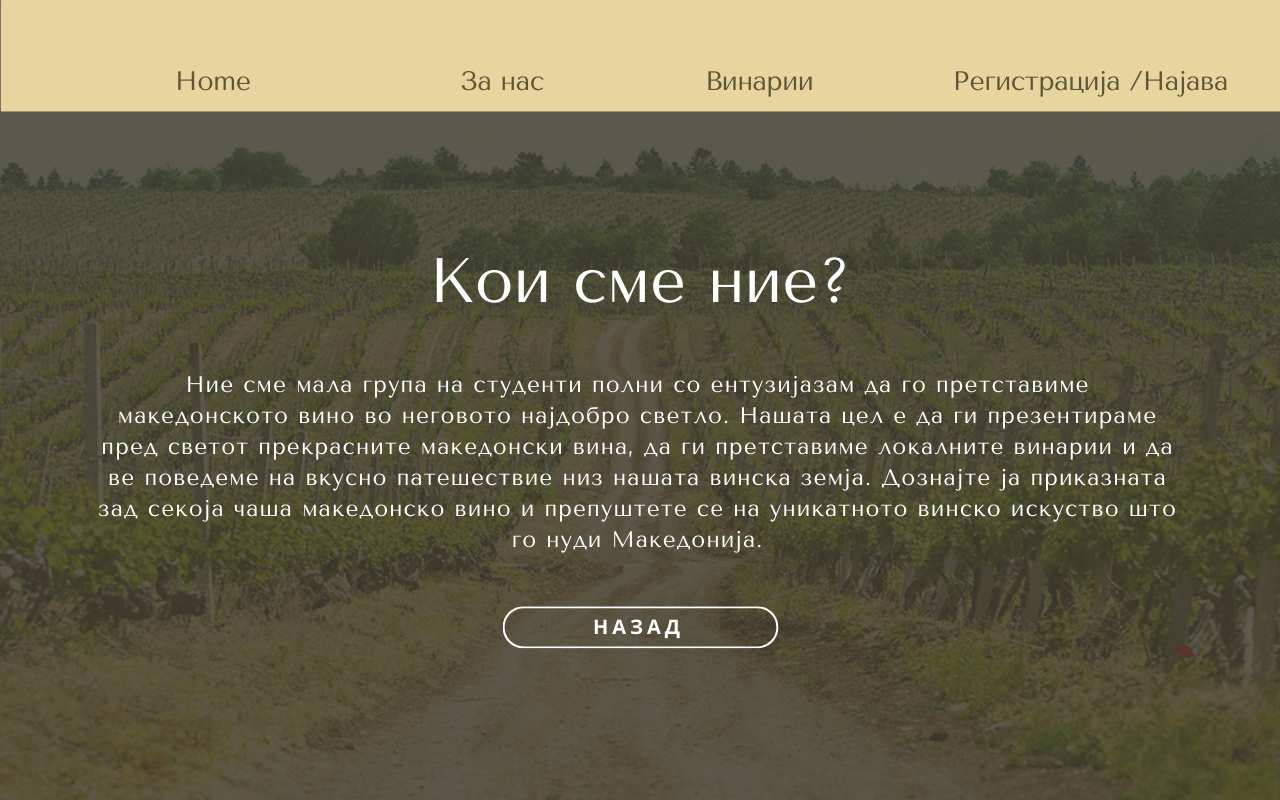 Home
За нас
Винарии
Регистрација /Најава
Кои сме ние?
Ние сме мала група на студенти полни со ентузијазам да го претставиме
македонското вино во неговото најдобро светло. Нашата цел е да ги презентираме
пред светот прекрасните македонски вина, да ги претставиме локалните винарии и да
ве поведеме на вкусно патешествие низ нашата винска земја. Дознајте ја приказната
зад секоја чаша македонско вино и препуштете се на уникатното винско искуство што
го нуди Македонија.
НАЗАД